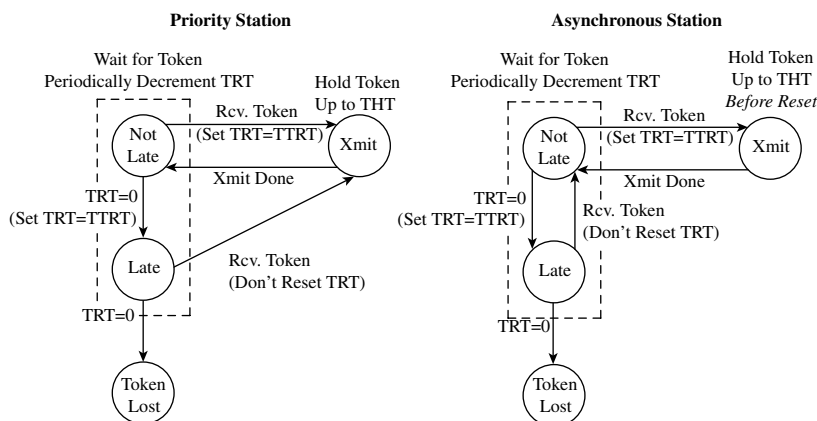 Priority Station
Wait for Token
Periodically Decrement TRT
Hold Token
Up to THT
Rcv. Token
(Set TRT=TTRT)
Not
Late
Xmit
Xmit Done
TRT=0
(Set TRT=TTRT)
Late
Rcv. Token
(Don't Reset TRT)
TRT=0
Token
Lost
Asynchronous Station
Wait for Token
Periodically Decrement TRT
Hold Token
Up to THT
Before Reset
Rcv. Token
(Set TRT=TTRT)
Not
Late
Xmit
Xmit Done
TRT=0
(Set TRT=TTRT)
Rcv. Token
(Don't Reset TRT)
Late
TRT=0
Token
Lost